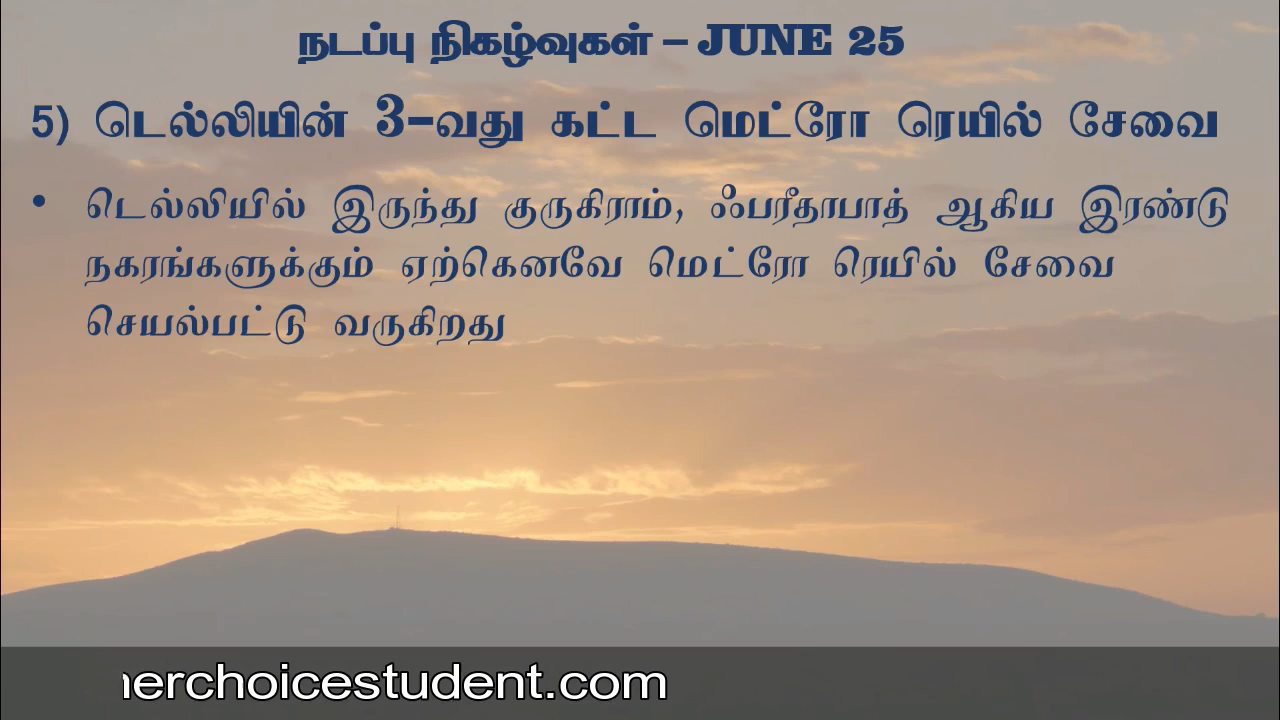 நடப்பு நிகழ்வுகள் – JUNE 25
5) டெல்லியின் 3-வது கட்ட மெட்ரோ ரெயில் சேவை
• டெல்லியில் இருந்து குருகிராம், ஃபரீதாபாத் ஆகிய இரண்டு
நகரங்களுக்கும் ஏற்கெனவே மெட்ரோ ரெயில் சேவை
செயல்பட்டு வருகிறது
herchoicestudent.com